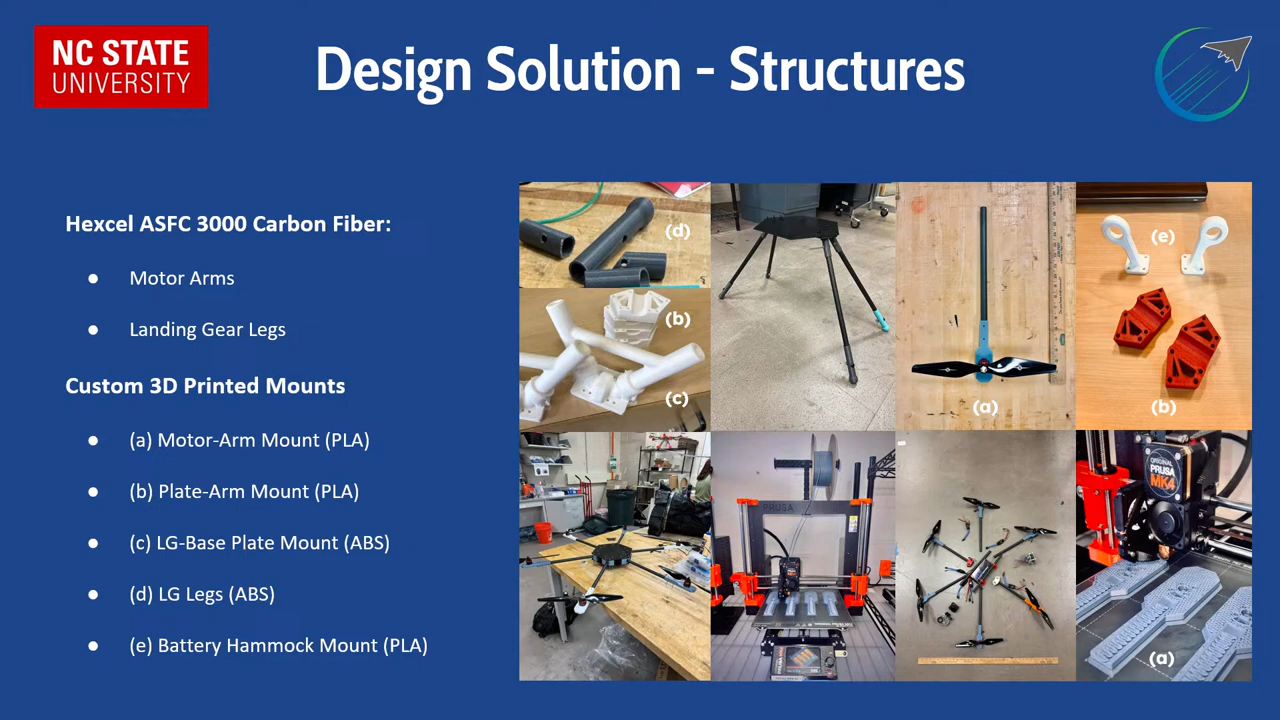 NC STATE
UNIVERSITY
Design Solution - Structures
Hexcel ASFC 3000 Carbon Fiber:
● Motor Arms
● Landing Gear Legs
Custom 3D Printed Mounts
● (a) Motor-Arm Mount (PLA)
● (b) Plate-Arm Mount (PLA)
● (c) LG-Base Plate Mount (ABS)
● (d) LG Legs (ABS)
● (e) Battery Hammock Mount (PLA)
(d)
(b)
(c)
(a)
(e)
(b)
PRUSA
ORIGINAL
PRUSA
MK4
(a)